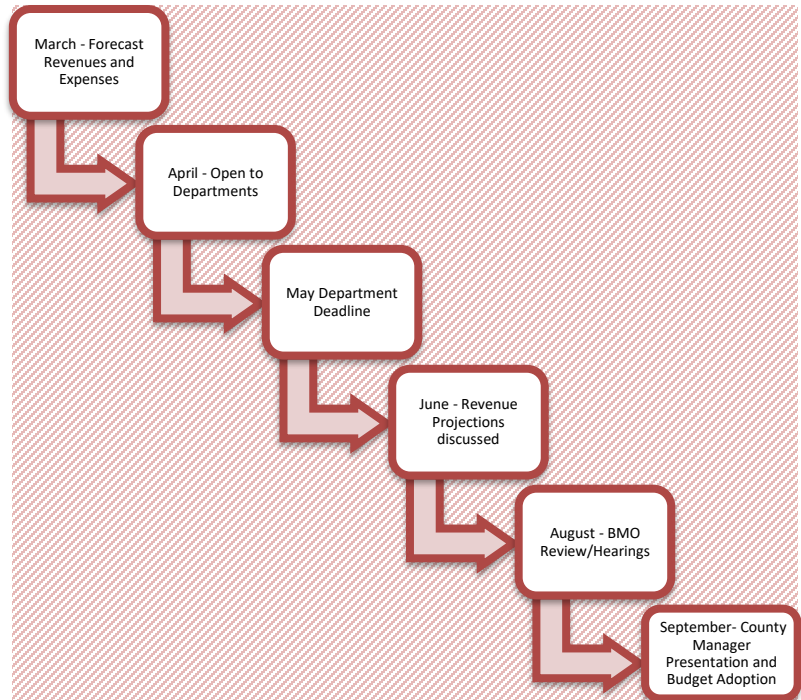 March - Forecast
Revenues and
Expenses
April - Open to
Departments
May Department
Deadline
June - Revenue
Projections
discussed
August - BMO
Review/Hearings
September- County
Manager
Presentation and
Budget Adoption